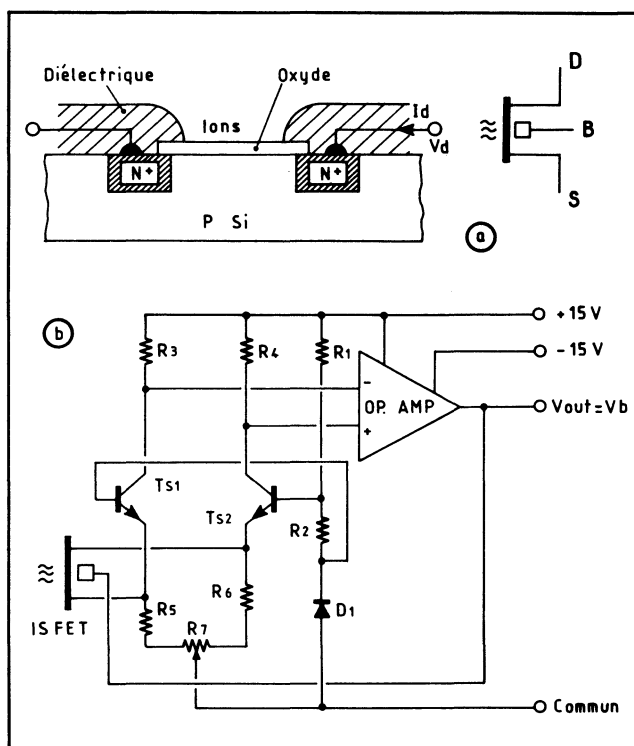 Diélectrique
Oxyde
Ions
Id
Vd
N+
N+
P Si
D
B
S
a
b
+15 V
R3
R4
R1
-15 V
-
OP. AMP
+
Vout=Vb
Ts1
Ts2
R2
R6
R5
R7
D1
IS FET
Commun